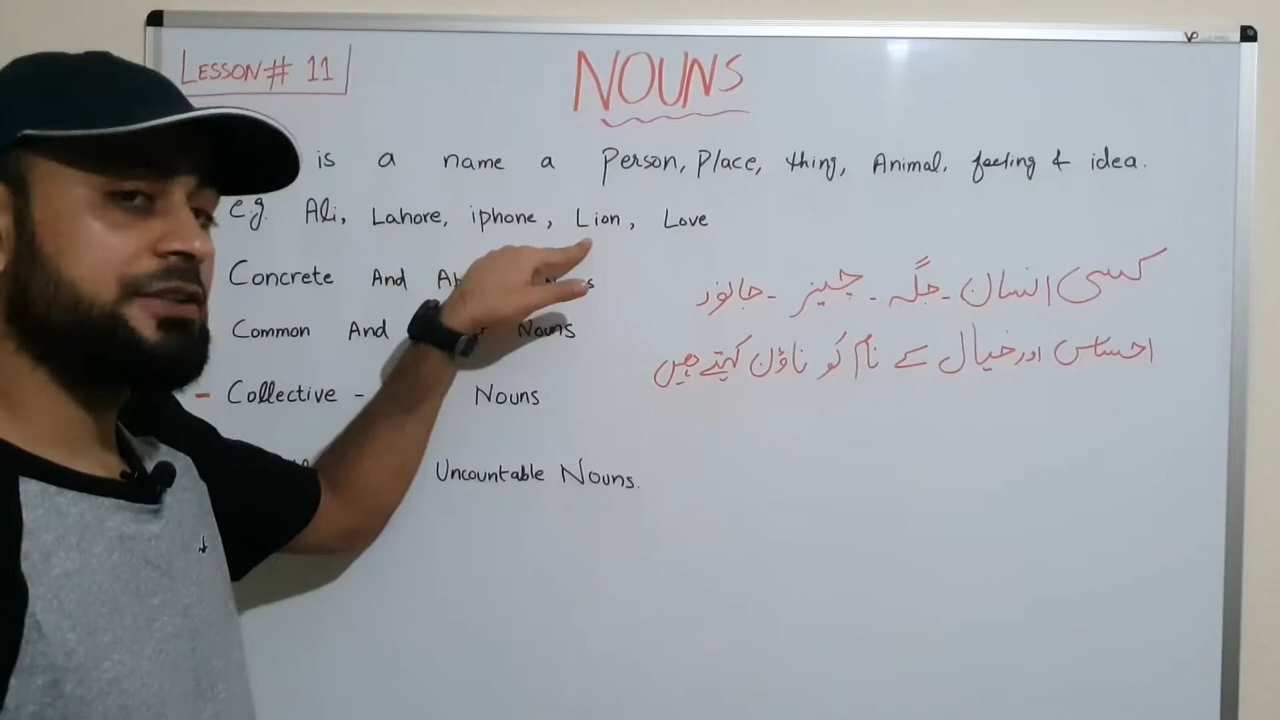 LESSON # 11
NOUNS
is a name a Person, Place, thing, Animal, feeling & idea.
e.g. Ali, Lahore, iphone, Lion, Love
Concrete And
Common And Nouns
- Collective - Nouns
Uncountable Nouns.
کسی انسان - جگہ - چیز - جانور
احساس اور خیال کے نام کو ناؤن کہتے ہیں